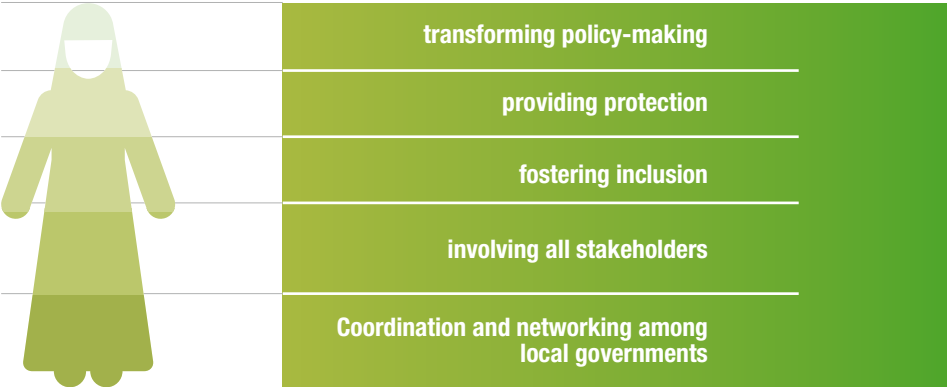 transforming policy-making
providing protection
fostering inclusion
involving all stakeholders
Coordination and networking among
local governments